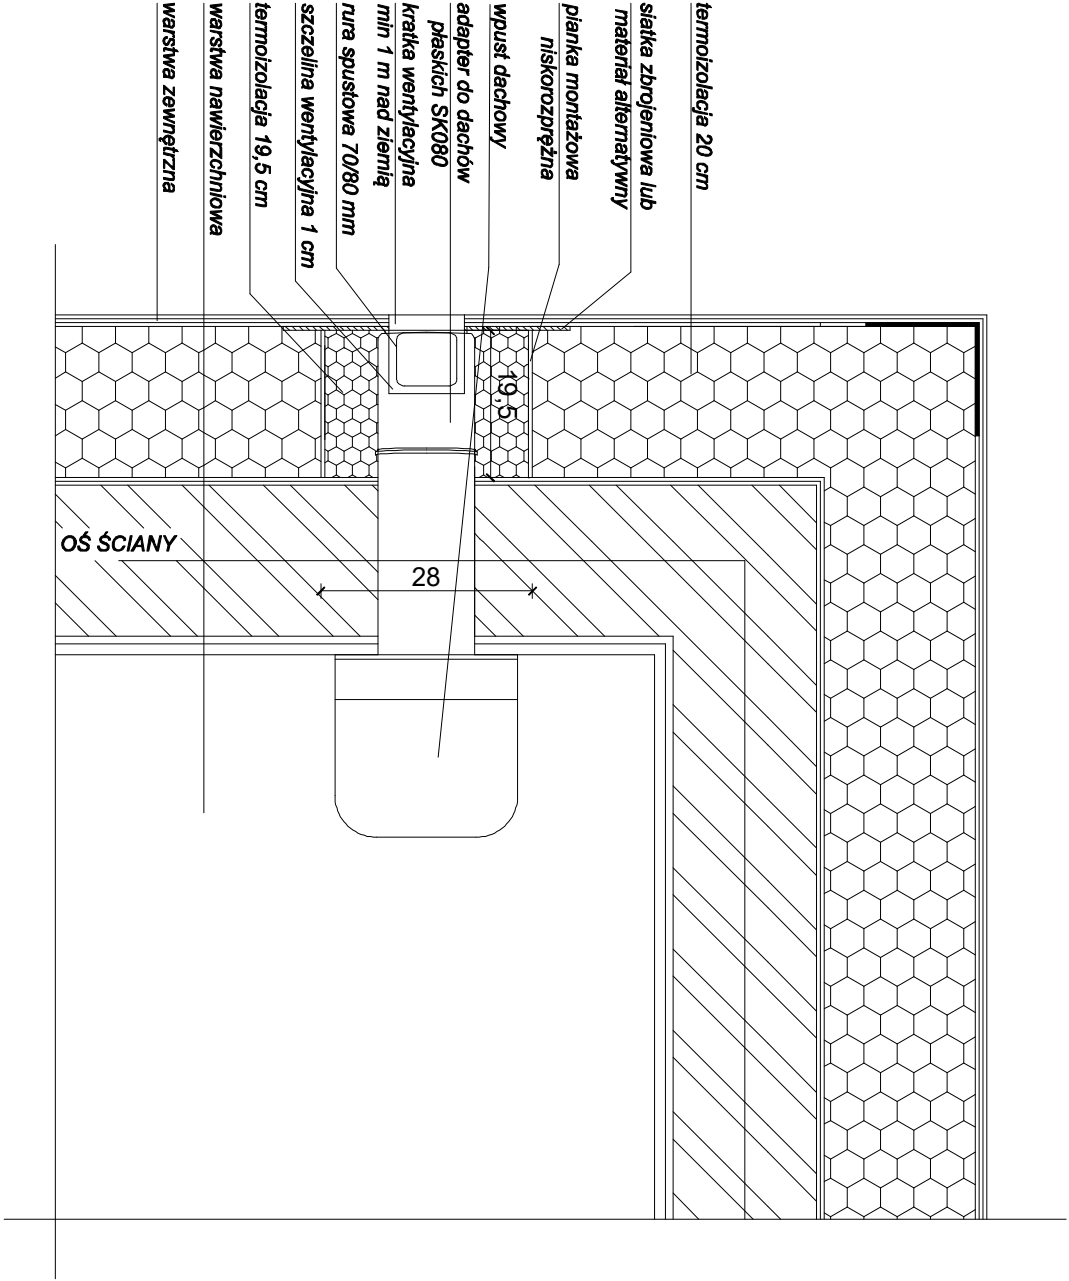 termoizolacja 20 cm
siatka zbrojeniowa lub
materiał alternatywny
pianka montażowa
niskorozprężna
wpust dachowy
adapter do dachów
płaskich SK080
kratka wentylacyjna
min 1 m nad ziemią
rura spustowa 70/80 mm
szczelina wentylacyjna 1 cm
termoizolacja 19,5 cm
warstwa nawierzchniowa
warstwa zewnętrzna
19,5
OŚ ŚCIANY
28